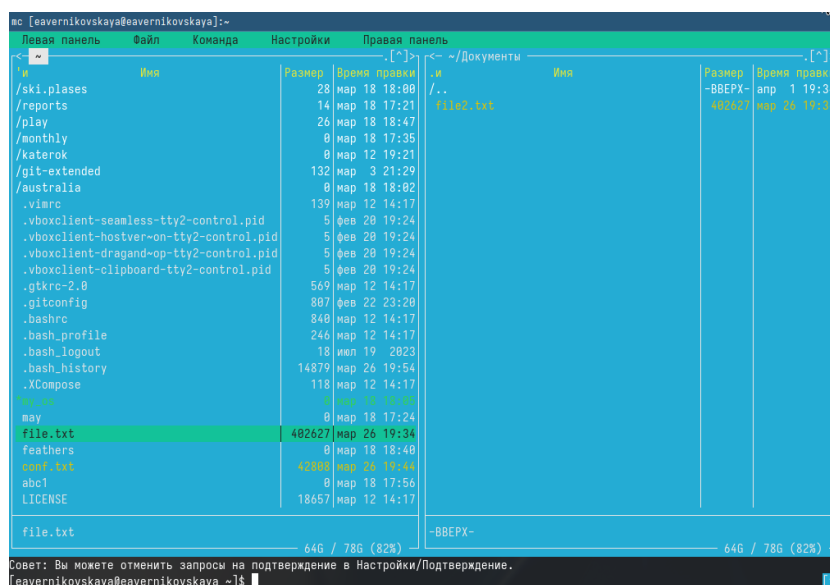 mc [eavernikovskaya@eavernikovskaya]:~
Левая панель Файл Команда Настройки Правая панель
<- ~ .[^]> <- ~/Документы .[^]
'и Имя Размер Время правки .и Имя Размер Время правк
/ski.plases 28 мар 18 18:00 /.. -ВВЕРХ- апр 1 19:3
/reports 14 мар 18 17:21 file2.txt 402627 мар 26 19:3
/play 26 мар 18 18:47
/monthly 0 мар 18 17:35
/katerok 0 мар 12 19:21
/git-extended 132 мар 3 21:29
/australia 0 мар 18 18:02
.vimrc 139 мар 12 14:17
.vboxclient-seamless-tty2-control.pid 5 фев 20 19:24
.vboxclient-hostver~on-tty2-control.pid 5 фев 20 19:24
.vboxclient-dragand~op-tty2-control.pid 5 фев 20 19:24
.vboxclient-clipboard-tty2-control.pid 5 фев 20 19:24
.gtkrc-2.0 569 мар 12 14:17
.gitconfig 807 фев 22 23:20
.bashrc 840 мар 12 14:17
.bash_profile 246 мар 12 14:17
.bash_logout 18 июл 19 2023
.bash_history 14879 мар 26 19:54
.XCompose 118 мар 12 14:17
*my_os 0 мар 18 18:05
may 0 мар 18 17:24
file.txt 402627 мар 26 19:34
feathers 0 мар 18 18:40
conf.txt 42808 мар 26 19:44
abc1 0 мар 18 17:56
LICENSE 18657 мар 12 14:17
file.txt -ВВЕРХ-
64G / 78G (82%) 64G / 78G (82%)
Совет: Вы можете отменить запросы на подтверждение в Настройки/Подтверждение.
[eavernikovskaya@eavernikovskaya ~]$